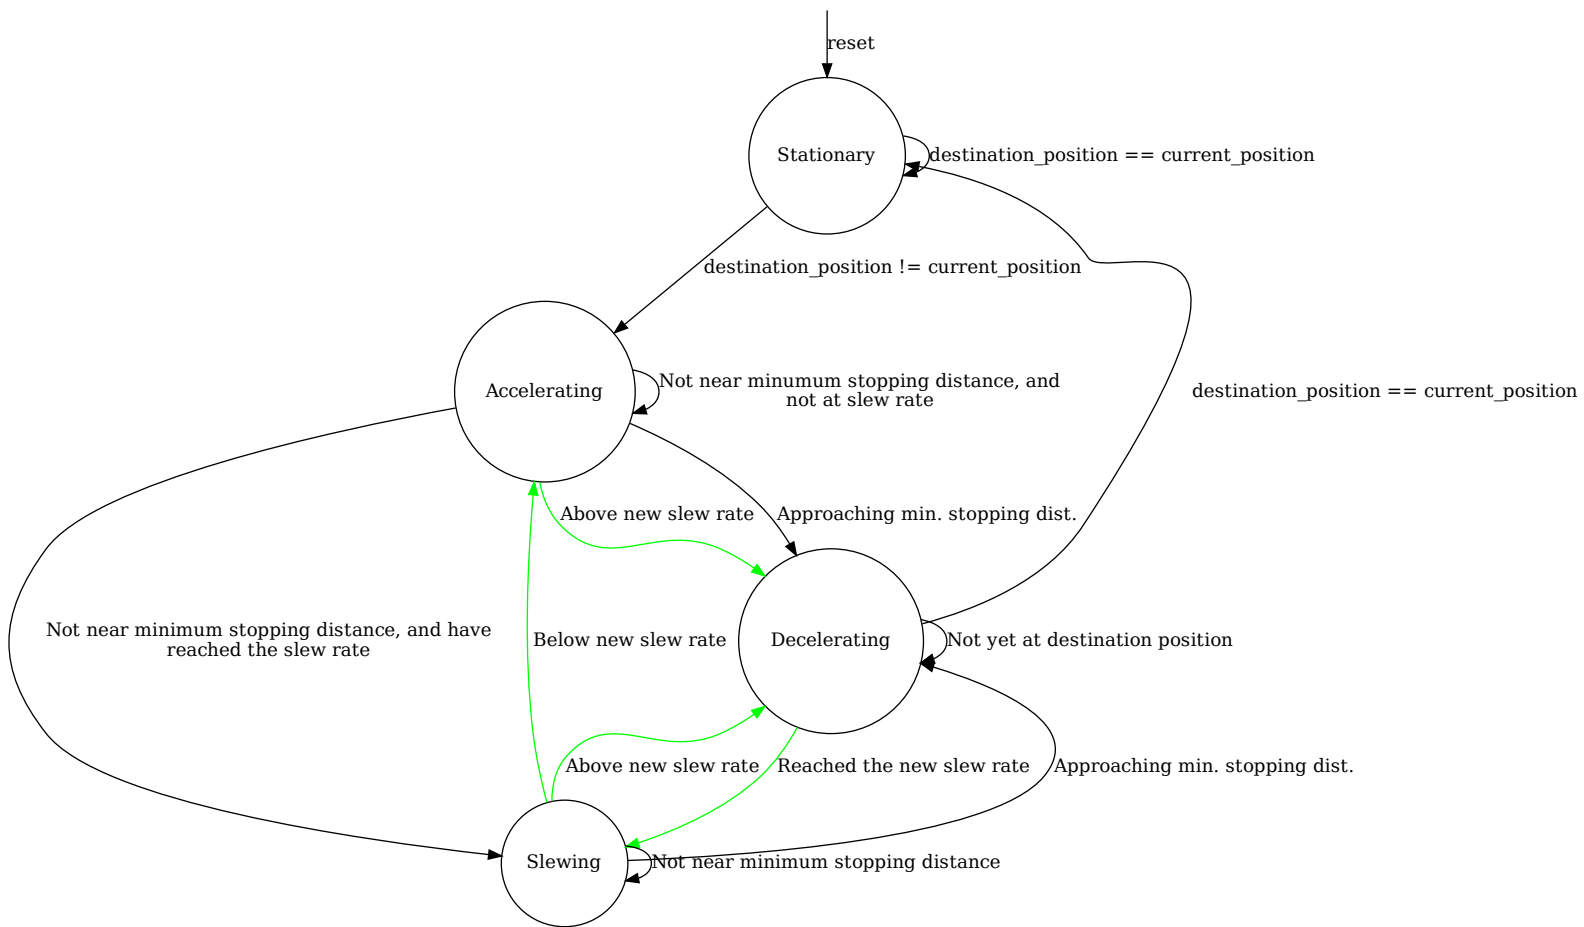 reset
Stationary
destination_position == current_position
destination_position != current_position
Accelerating
Not near minumum stopping distance, and
not at slew rate
destination_position == current_position
Above new slew rate
Approaching min. stopping dist.
Not near minimum stopping distance, and have
reached the slew rate
Below new slew rate
Decelerating
Not yet at destination position
Above new slew rate
Reached the new slew rate
Approaching min. stopping dist.
Slewing
Not near minimum stopping distance